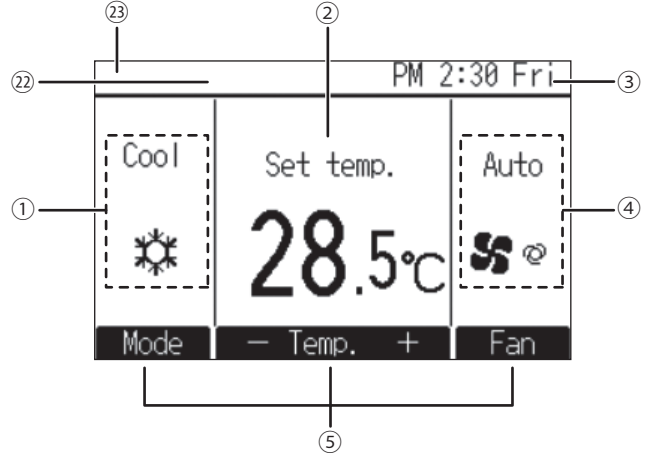 ㉓ ②
㉒ PM 2:30 Fri ③
Cool Set temp. Auto
① ④
28.5°C
Mode − Temp. + Fan
⑤